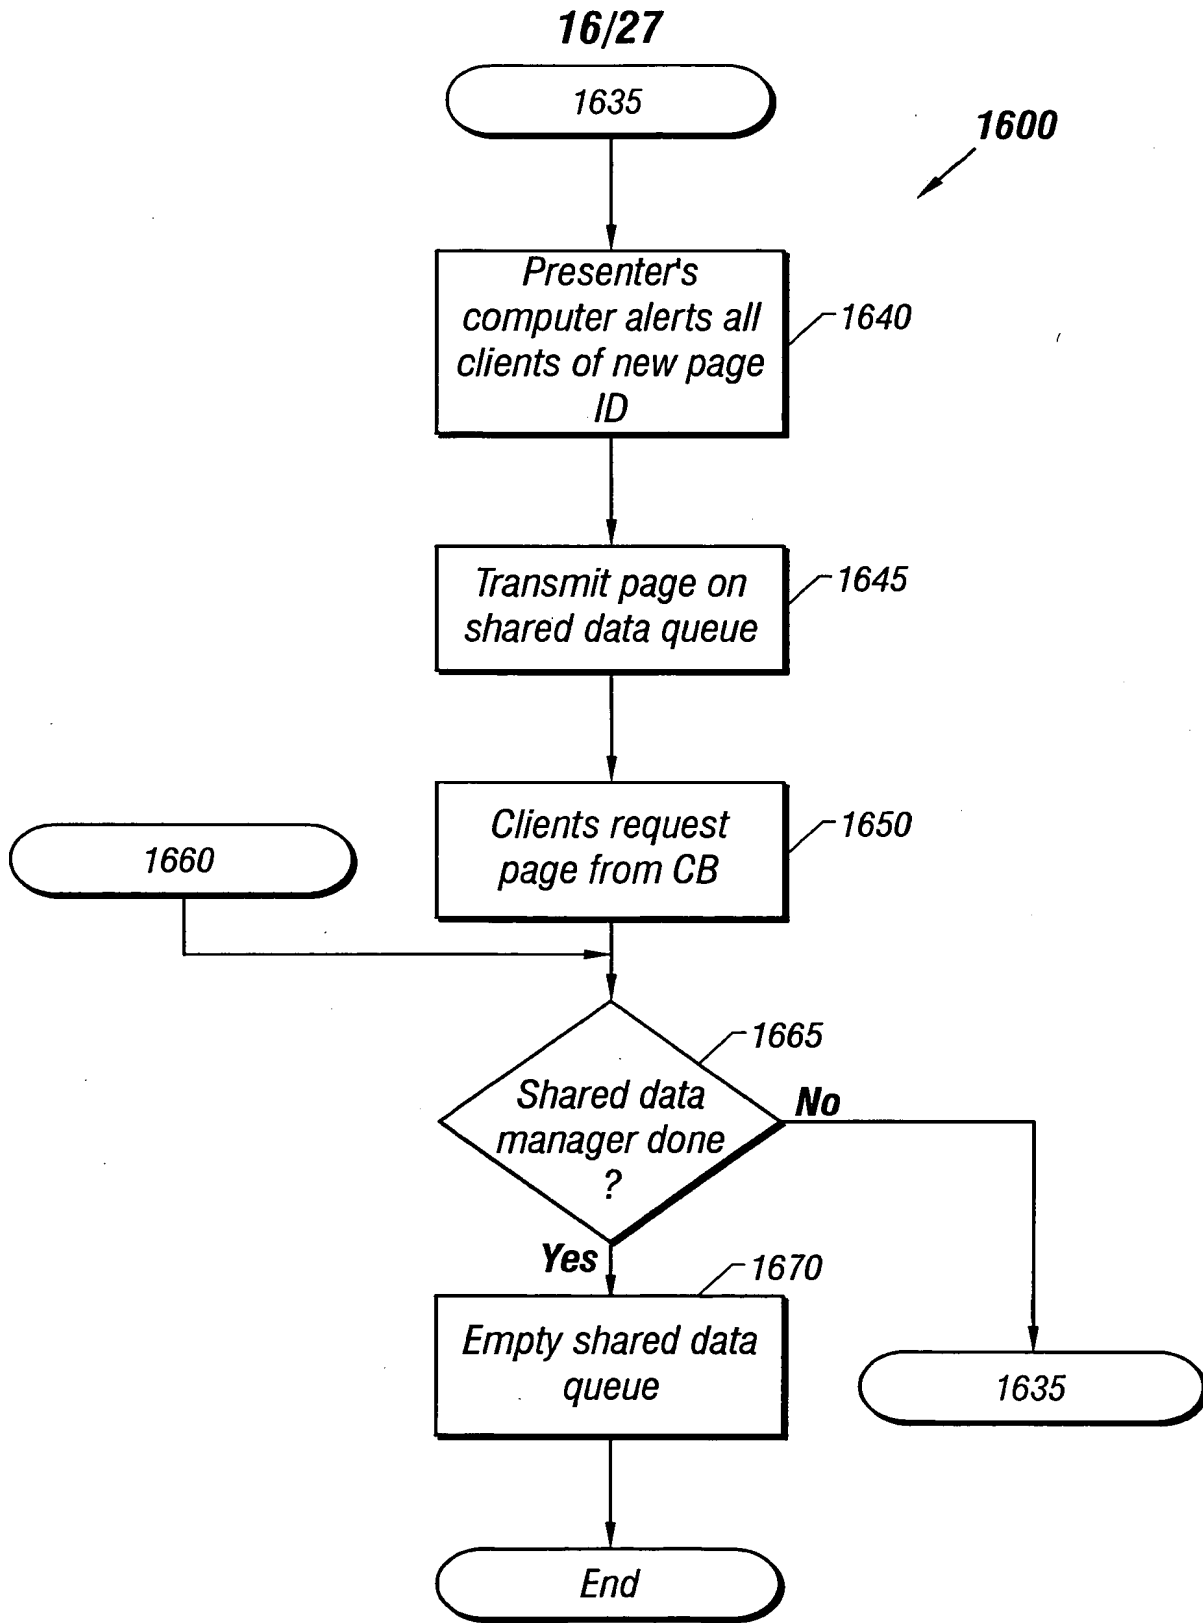 16/27
1635
1600
Presenter's
computer alerts all
clients of new page
ID
1640
Transmit page on
shared data queue
1645
Clients request
page from CB
1650
1660
Shared data
manager done
?
1665
No
Yes
Empty shared data
queue
1670
1635
End